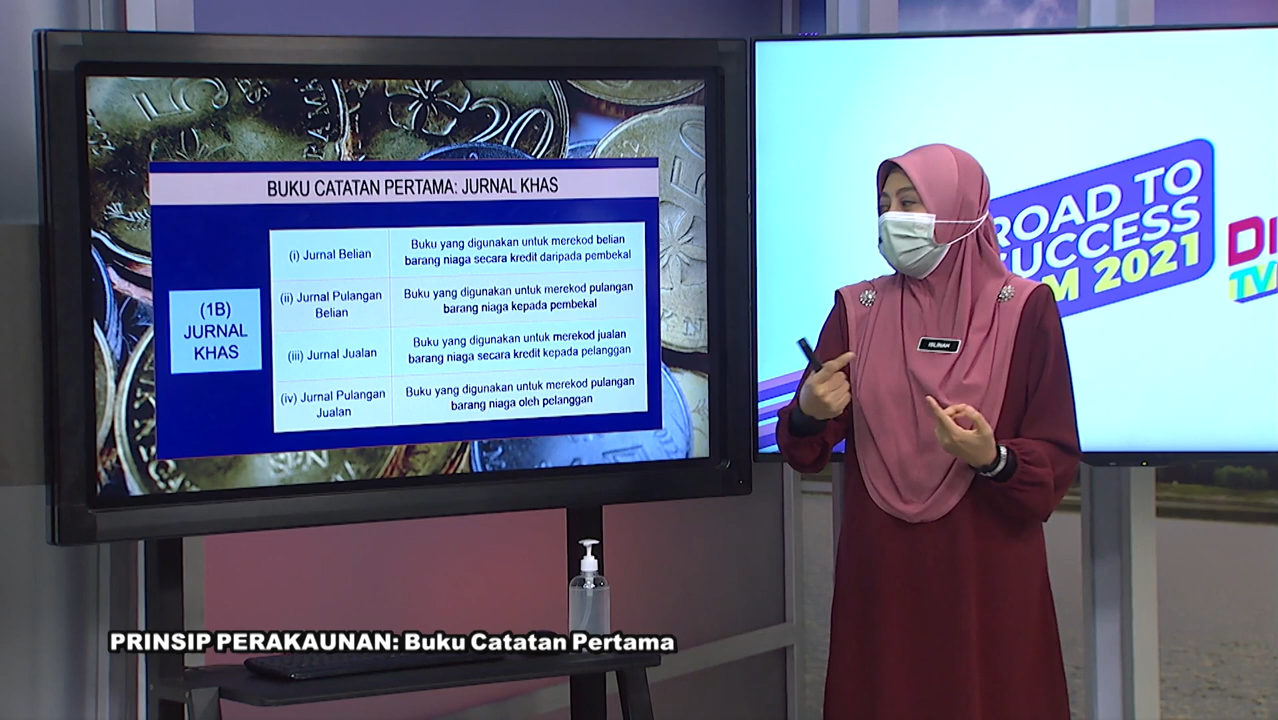 BUKU CATATAN PERTAMA: JURNAL KHAS
(1B)
JURNAL
KHAS
(i) Jurnal Belian
Buku yang digunakan untuk merekod belian
barang niaga secara kredit daripada pembekal
(ii) Jurnal Pulangan
Belian
Buku yang digunakan untuk merekod pulangan
barang niaga kepada pembekal
(iii) Jurnal Jualan
Buku yang digunakan untuk merekod jualan
barang niaga secara kredit kepada pelanggan
(iv) Jurnal Pulangan
Jualan
Buku yang digunakan untuk merekod pulangan
barang niaga oleh pelanggan
20
ROAD TO
SUCCESS
M 2021
TV
PRINSIP PERAKAUNAN: Buku Catatan Pertama